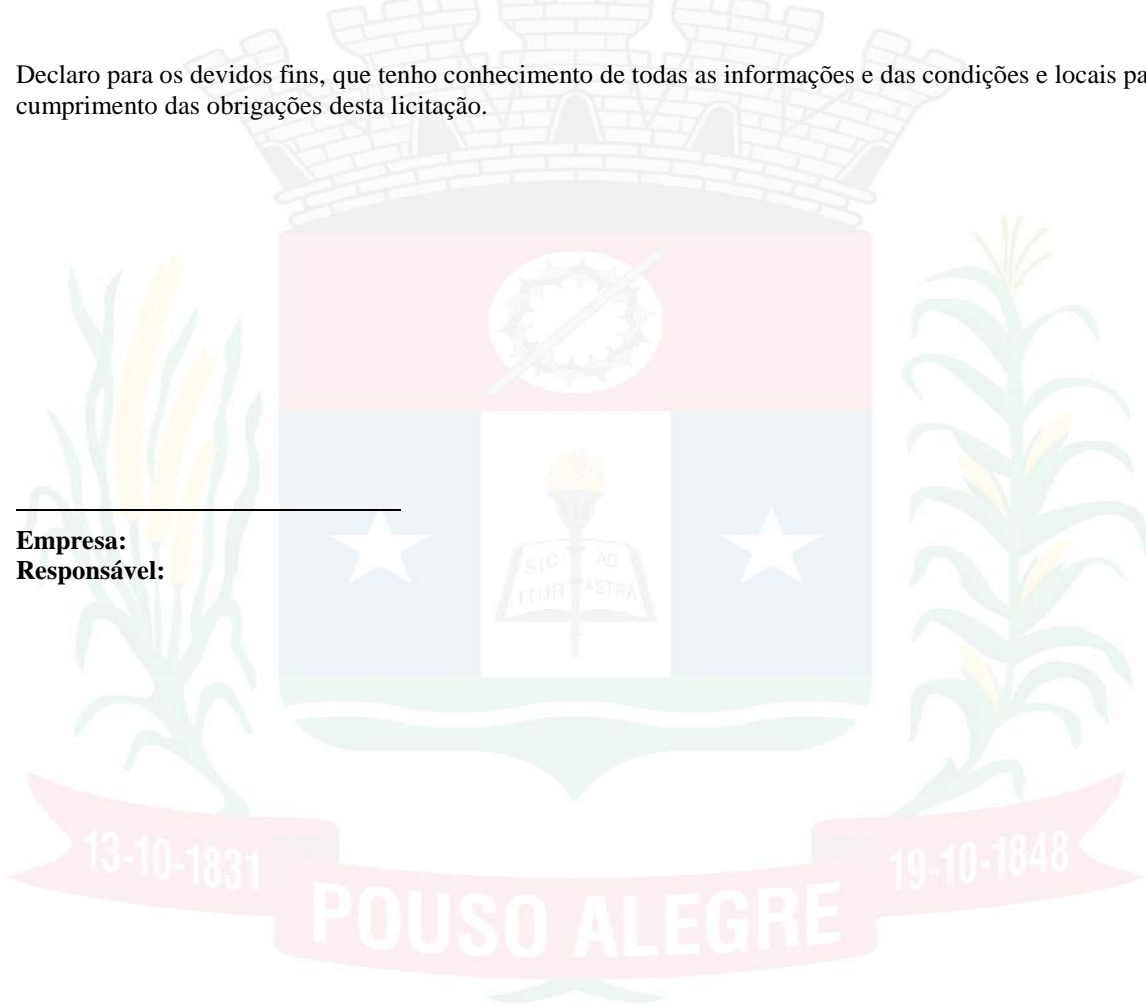 Declaro para os devidos fins, que tenho conhecimento de todas as informações e das condições e locais pa
cumprimento das obrigações desta licitação.
Empresa:
Responsável:
SIC AD
ITUR ASTRA
13-10-1831
19-10-1848
POUSO ALEGRE